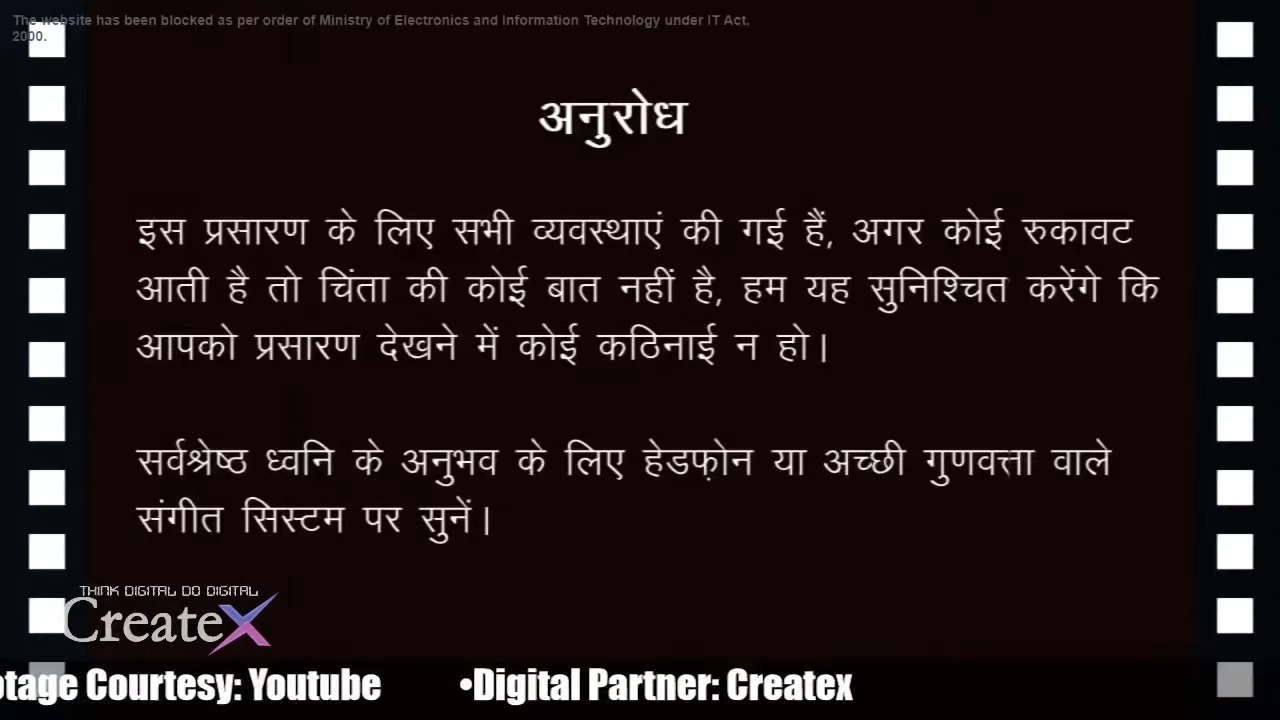 The website has been blocked as per order of Ministry of Electronics and Information Technology under IT Act,
2000.
अनुरोध
इस प्रसारण के लिए सभी व्यवस्थाएं की गई हैं, अगर कोई रुकावट
आती है तो चिंता की कोई बात नहीं है, हम यह सुनिश्चित करेंगे कि
आपको प्रसारण देखने में कोई कठिनाई न हो।
सर्वश्रेष्ठ ध्वनि के अनुभव के लिए हेडफ़ोन या अच्छी गुणवत्ता वाले
संगीत सिस्टम पर सुनें।
THINK DIGITAL DO DIGITAL
CreateX
otage Courtesy: Youtube •Digital Partner: Createx